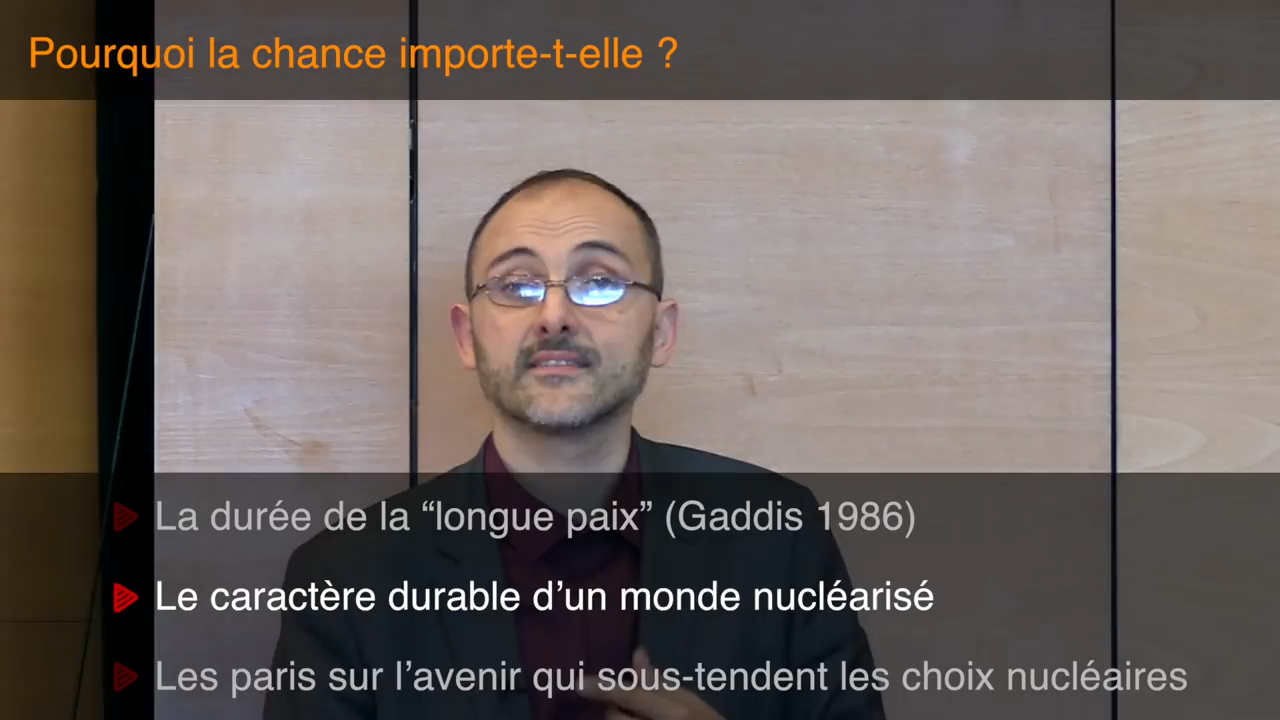 Pourquoi la chance importe-t-elle ?
La durée de la “longue paix” (Gaddis 1986)
Le caractère durable d’un monde nucléarisé
Les paris sur l’avenir qui sous-tendent les choix nucléaires